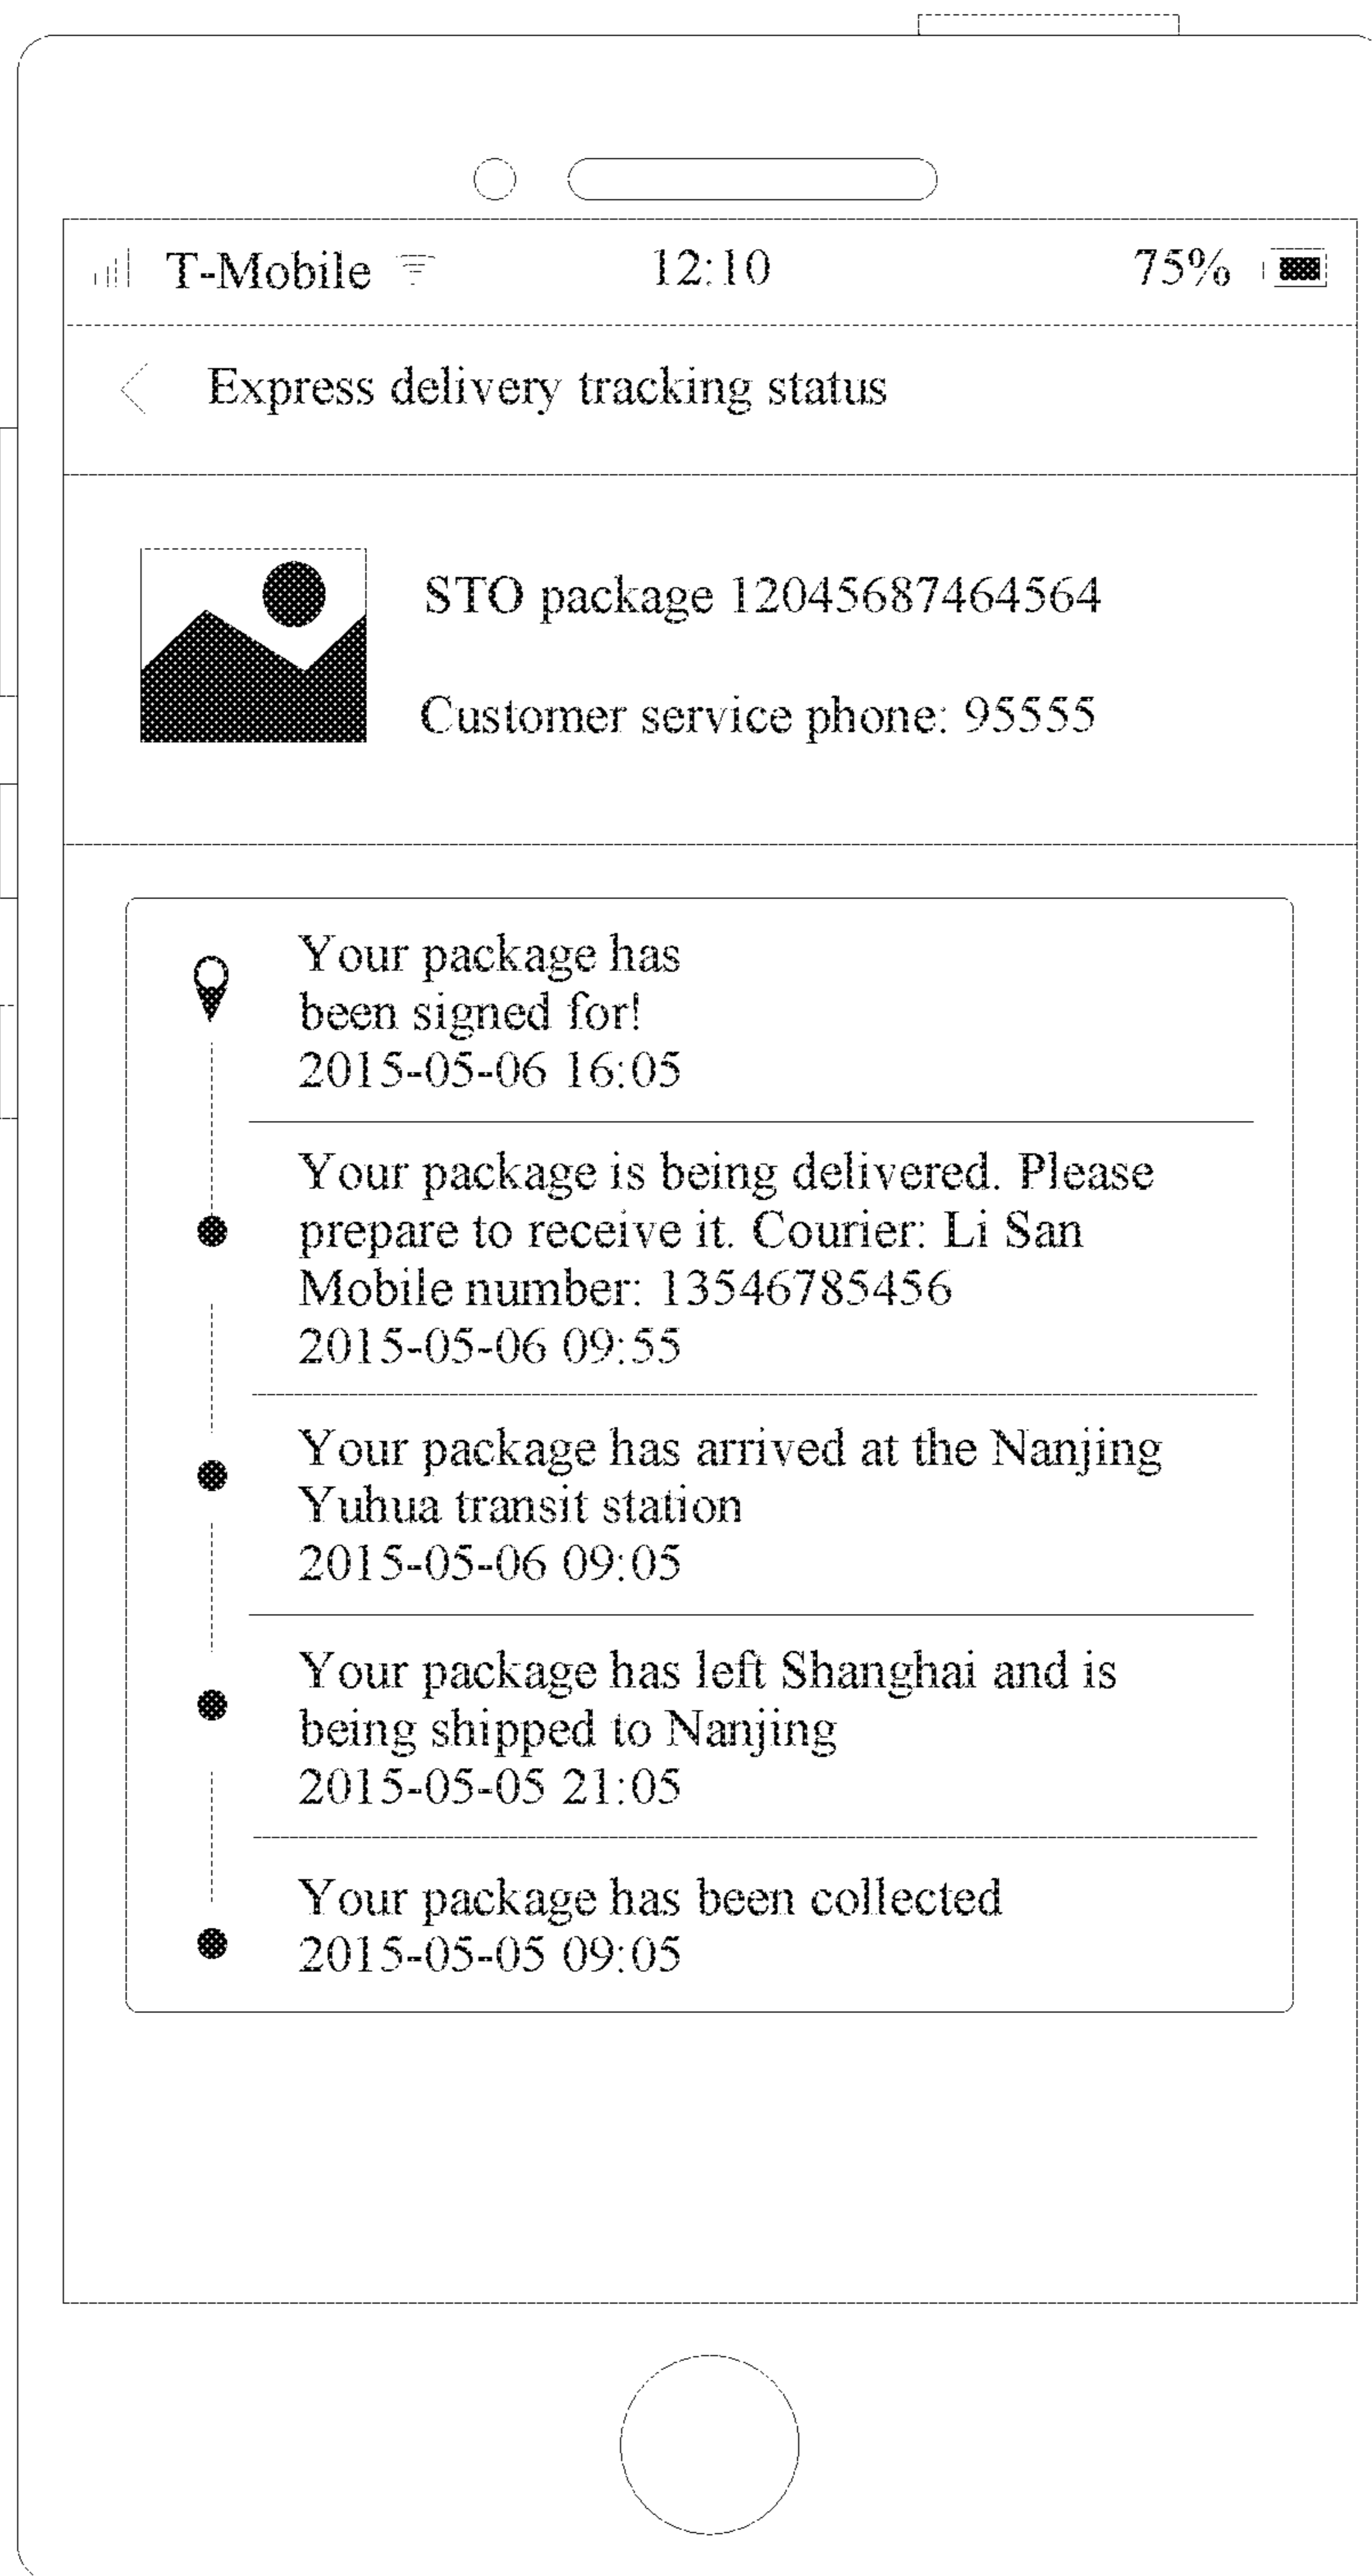 T-Mobile 12:10 75%
Express delivery tracking status
STO package 12045687464564
Customer service phone: 95555
Your package has
been signed for!
2015-05-06 16:05
Your package is being delivered. Please
prepare to receive it. Courier: Li San
Mobile number: 13546785456
2015-05-06 09:55
Your package has arrived at the Nanjing
Yuhua transit station
2015-05-06 09:05
Your package has left Shanghai and is
being shipped to Nanjing
2015-05-05 21:05
Your package has been collected
2015-05-05 09:05